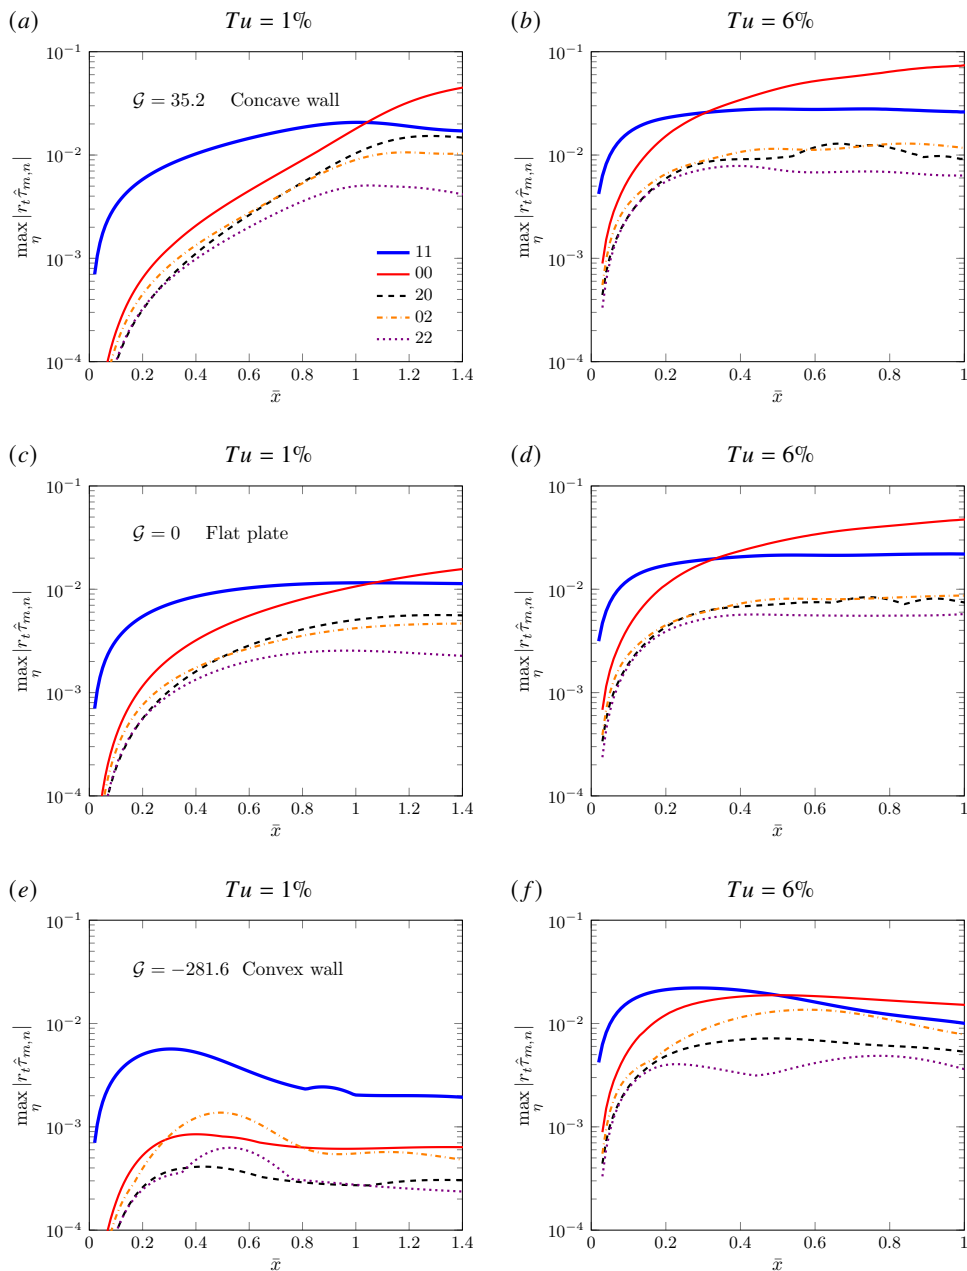 (a) Tu = 1%
(b) Tu = 6%
10⁻¹
10⁻²
10⁻³
10⁻⁴
max_η |r_t τ̂_{m,n}|
𝒢 = 35.2 Concave wall
11
00
20
02
22
0 0.2 0.4 0.6 0.8 1 1.2 1.4
x̄
10⁻¹
10⁻²
10⁻³
10⁻⁴
max_η |r_t τ̂_{m,n}|
0 0.2 0.4 0.6 0.8 1
x̄
(c) Tu = 1%
(d) Tu = 6%
10⁻¹
10⁻²
10⁻³
10⁻⁴
max_η |r_t τ̂_{m,n}|
𝒢 = 0 Flat plate
0 0.2 0.4 0.6 0.8 1 1.2 1.4
x̄
10⁻¹
10⁻²
10⁻³
10⁻⁴
max_η |r_t τ̂_{m,n}|
0 0.2 0.4 0.6 0.8 1
x̄
(e) Tu = 1%
(f) Tu = 6%
10⁻¹
10⁻²
10⁻³
10⁻⁴
max_η |r_t τ̂_{m,n}|
𝒢 = −281.6 Convex wall
0 0.2 0.4 0.6 0.8 1 1.2 1.4
x̄
10⁻¹
10⁻²
10⁻³
10⁻⁴
max_η |r_t τ̂_{m,n}|
0 0.2 0.4 0.6 0.8 1
x̄